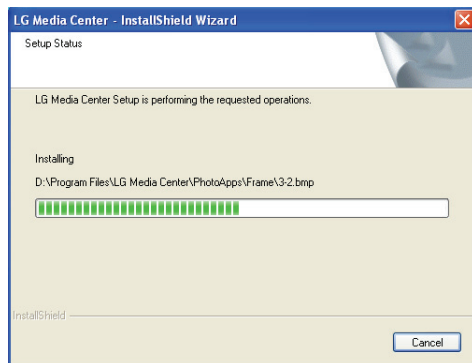 LG Media Center - InstallShield Wizard
Setup Status
LG Media Center Setup is performing the requested operations.
Installing
D:\Program Files\LG Media Center\PhotoApps\Frame\3-2.bmp
InstallShield
Cancel